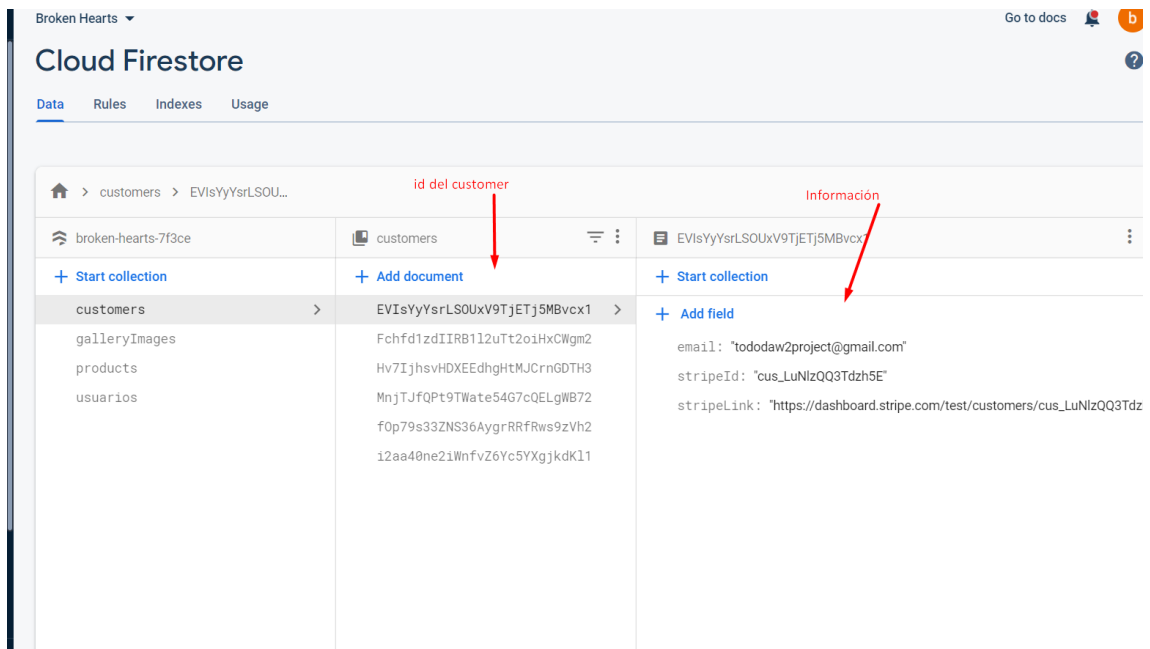 Broken Hearts
Go to docs
b
Cloud Firestore
?
Data Rules Indexes Usage
id del customer
Información
customers > EVIsYyYsrLSOU...
broken-hearts-7f3ce
customers
EVIsYyYsrLSOUxV9TjETj5MBvcx1
+ Start collection
+ Add document
+ Start collection
customers
galleryImages
products
usuarios
EVIsYyYsrLSOUxV9TjETj5MBvcx1
Fchfd1zdIIRB1l2uTt2oiHxCWgm2
Hv7IjhsvHDXEEdhgHtMJCrnGDTH3
MnjTJfQPt9TWate54G7cQELgWB72
fOp79s33ZNS36AygrRRfRws9zVh2
i2aa40ne2iWnfvZ6Yc5YXgjkdKl1
+ Add field
email: "tododaw2project@gmail.com"
stripeId: "cus_LuNlzQQ3Tdzh5E"
stripeLink: "https://dashboard.stripe.com/test/customers/cus_LuNlzQQ3Tdz